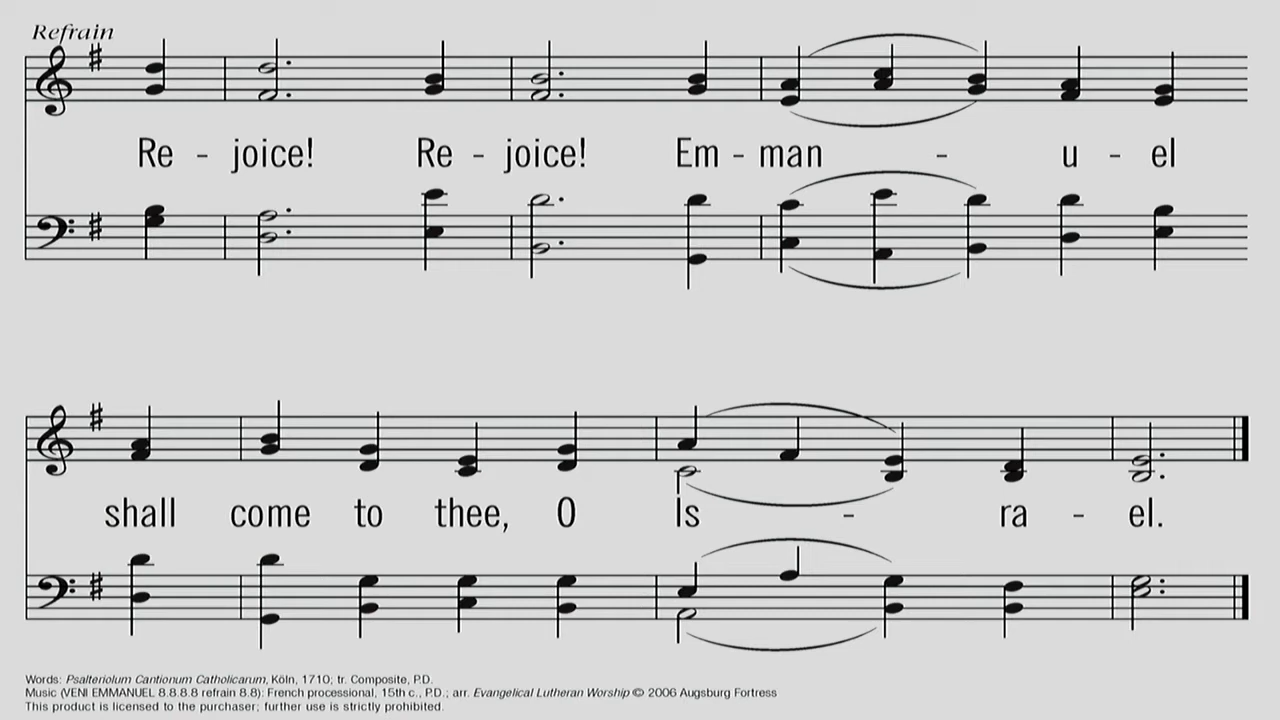 Refrain
Re - joice! Re - joice! Em - man - u - el
shall come to thee, O Is - ra - el.
Words: Psalteriolum Cantionum Catholicarum, Köln, 1710; tr. Composite, P.D.
Music (VENI EMMANUEL 8.8.8.8 refrain 8.8): French processional, 15th c., P.D.; arr. Evangelical Lutheran Worship © 2006 Augsburg Fortress
This product is licensed to the purchaser; further use is strictly prohibited.